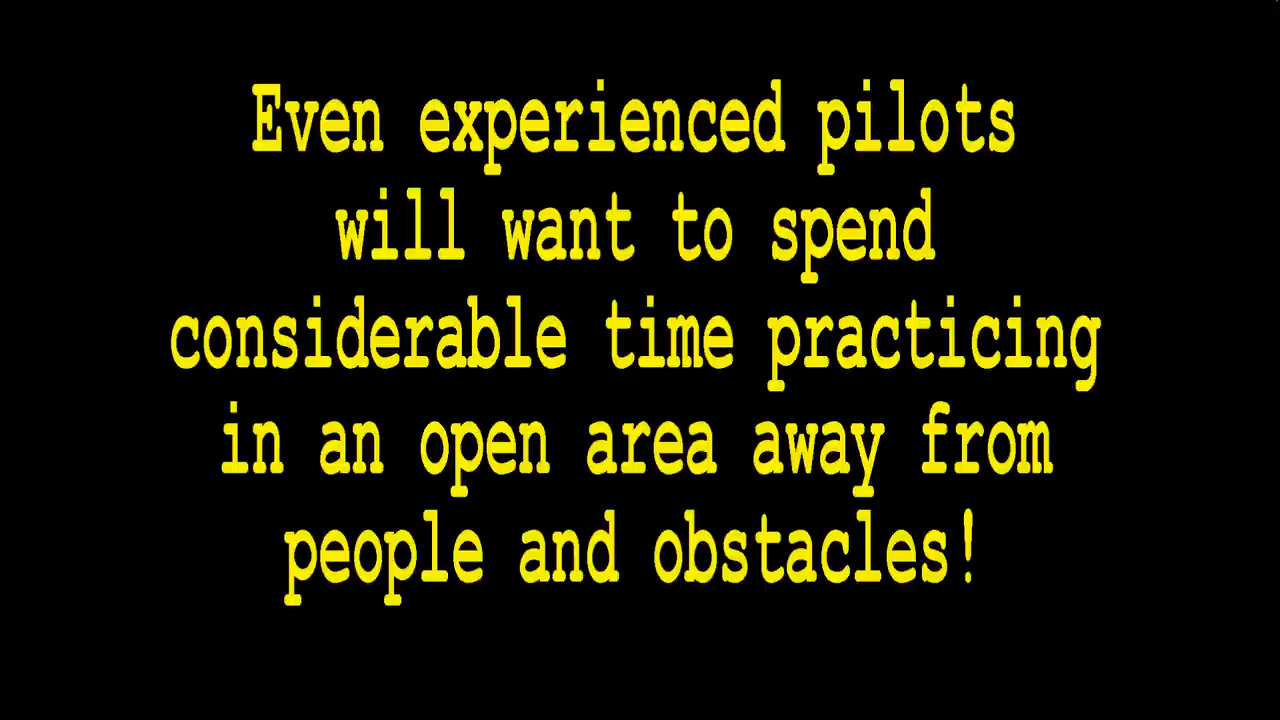 Even experienced pilots
will want to spend
considerable time practicing
in an open area away from
people and obstacles!